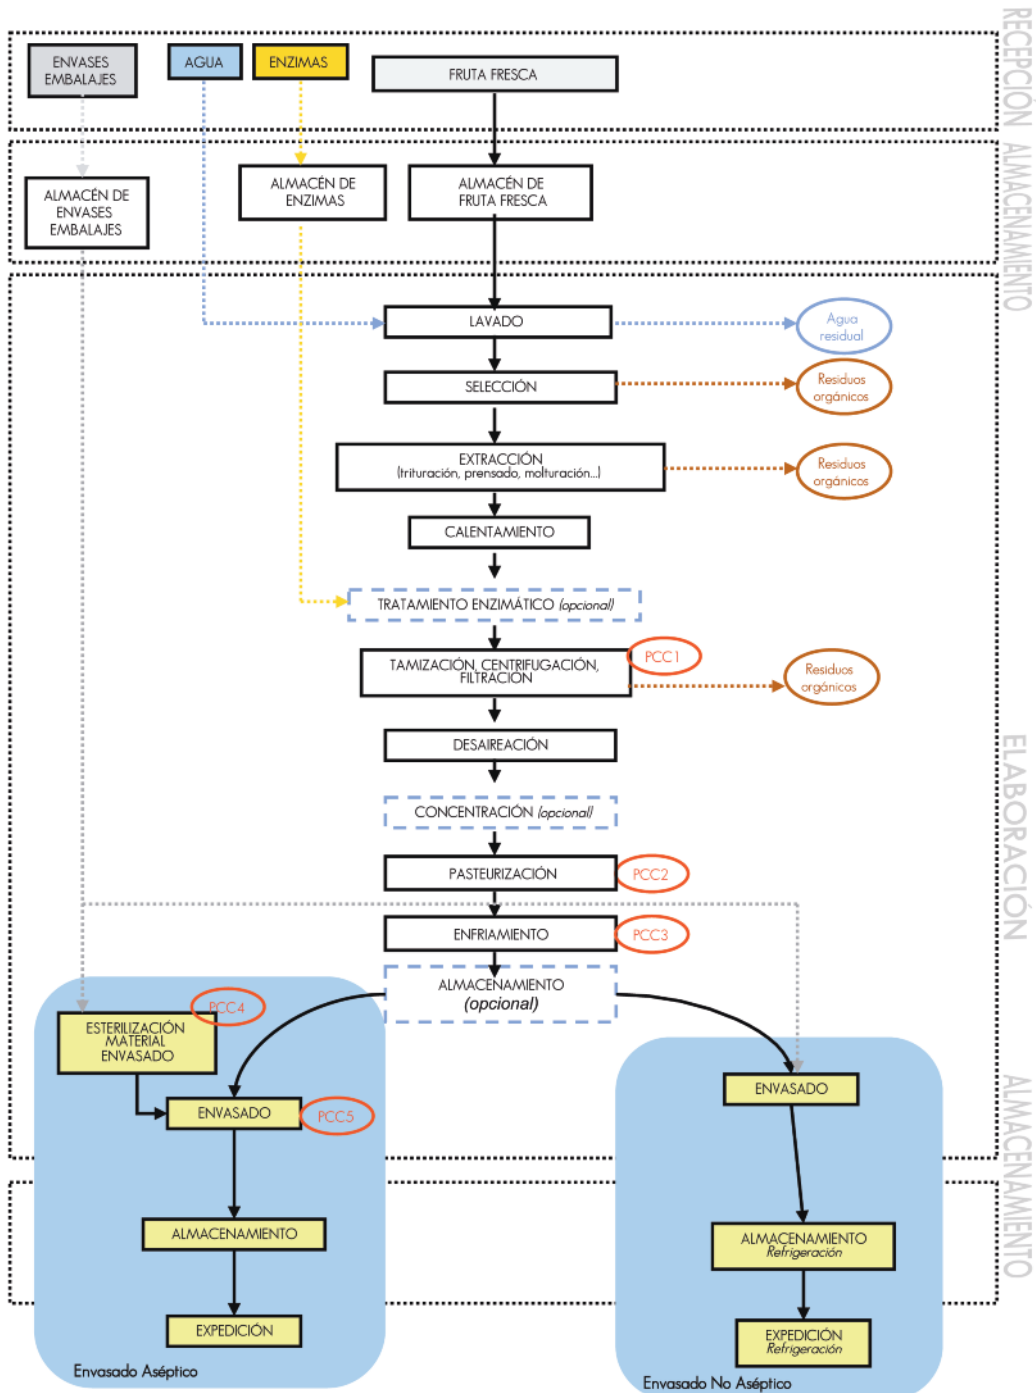 RECEPCIÓN
ENVASES
EMBALAJES
AGUA
ENZIMAS
FRUTA FRESCA
ALMACENAMIENTO
ALMACÉN DE
ENVASES
EMBALAJES
ALMACÉN DE
ENZIMAS
ALMACÉN DE
FRUTA FRESCA
LAVADO
Agua
residual
SELECCIÓN
Residuos
orgánicos
EXTRACCIÓN
(trituración, prensado, molturación...)
Residuos
orgánicos
CALENTAMIENTO
TRATAMIENTO ENZIMÁTICO (opcional)
TAMIZACIÓN, CENTRIFUGACIÓN,
FILTRACIÓN
PCC1
Residuos
orgánicos
DESAIREACIÓN
ELABORACIÓN
CONCENTRACIÓN (opcional)
PASTEURIZACIÓN
PCC2
ENFRIAMIENTO
PCC3
ALMACENAMIENTO
(opcional)
PCC4
ESTERILIZACIÓN
MATERIAL
ENVASADO
ENVASADO
PCC5
ENVASADO
ALMACENAMIENTO
ALMACENAMIENTO
ALMACENAMIENTO
Refrigeración
EXPEDICIÓN
EXPEDICIÓN
Refrigeración
Envasado Aséptico
Envasado No Aséptico